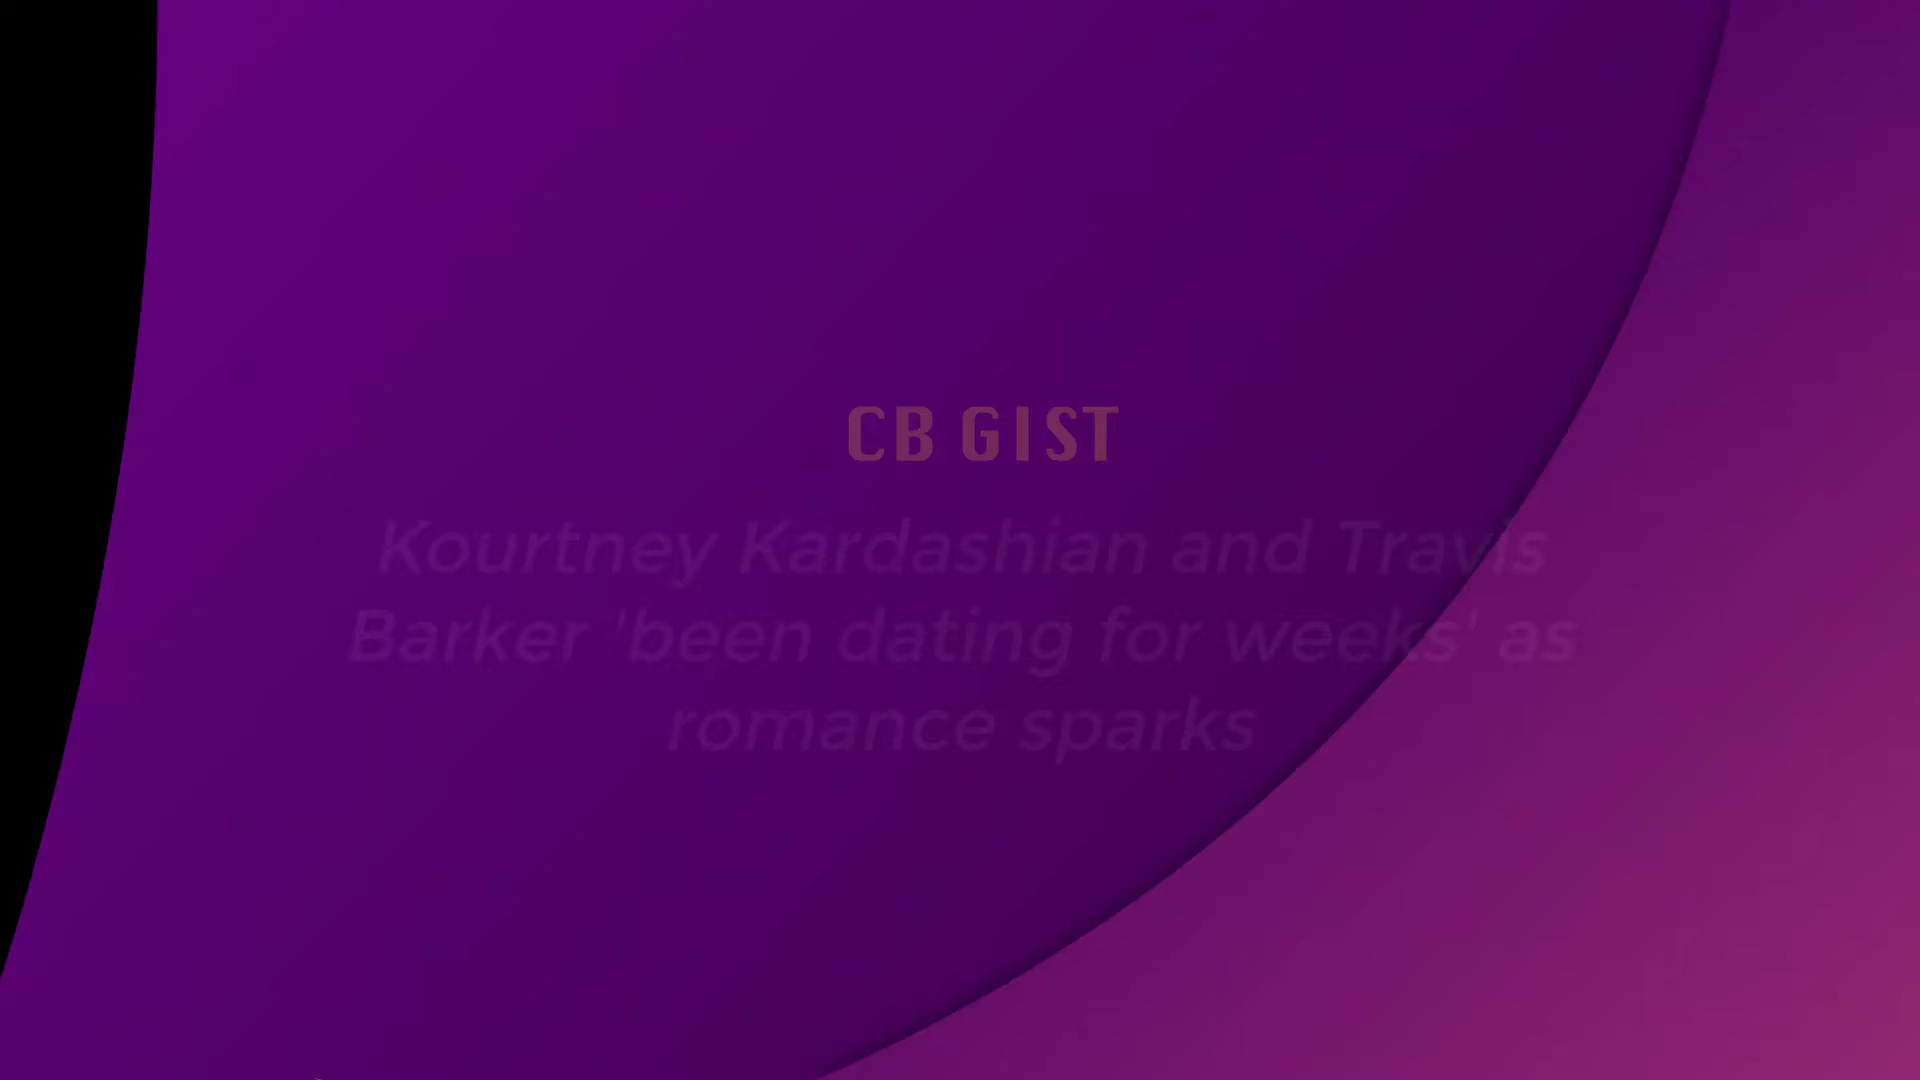 CB GIST
Kourtney Kardashian and Travis
Barker 'been dating for weeks' as
romance sparks